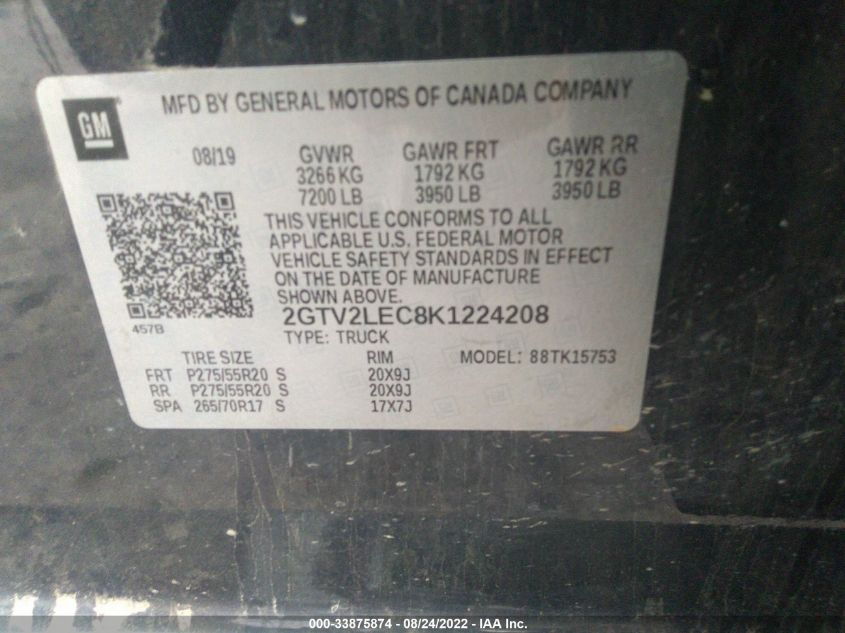 MFD BY GENERAL MOTORS OF CANADA COMPANY
GM
08/19 GVWR GAWR FRT GAWR RR
3266 KG 1792 KG 1792 KG
7200 LB 3950 LB 3950 LB
THIS VEHICLE CONFORMS TO ALL
APPLICABLE U.S. FEDERAL MOTOR
VEHICLE SAFETY STANDARDS IN EFFECT
ON THE DATE OF MANUFACTURE
SHOWN ABOVE.
457B
2GTV2LEC8K1224208
TYPE: TRUCK
TIRE SIZE RIM MODEL: 88TK15753
FRT P275/55R20 S 20X9J
RR P275/55R20 S 20X9J
SPA 265/70R17 S 17X7J
000-33875874 - 08/24/2022 - IAA Inc.